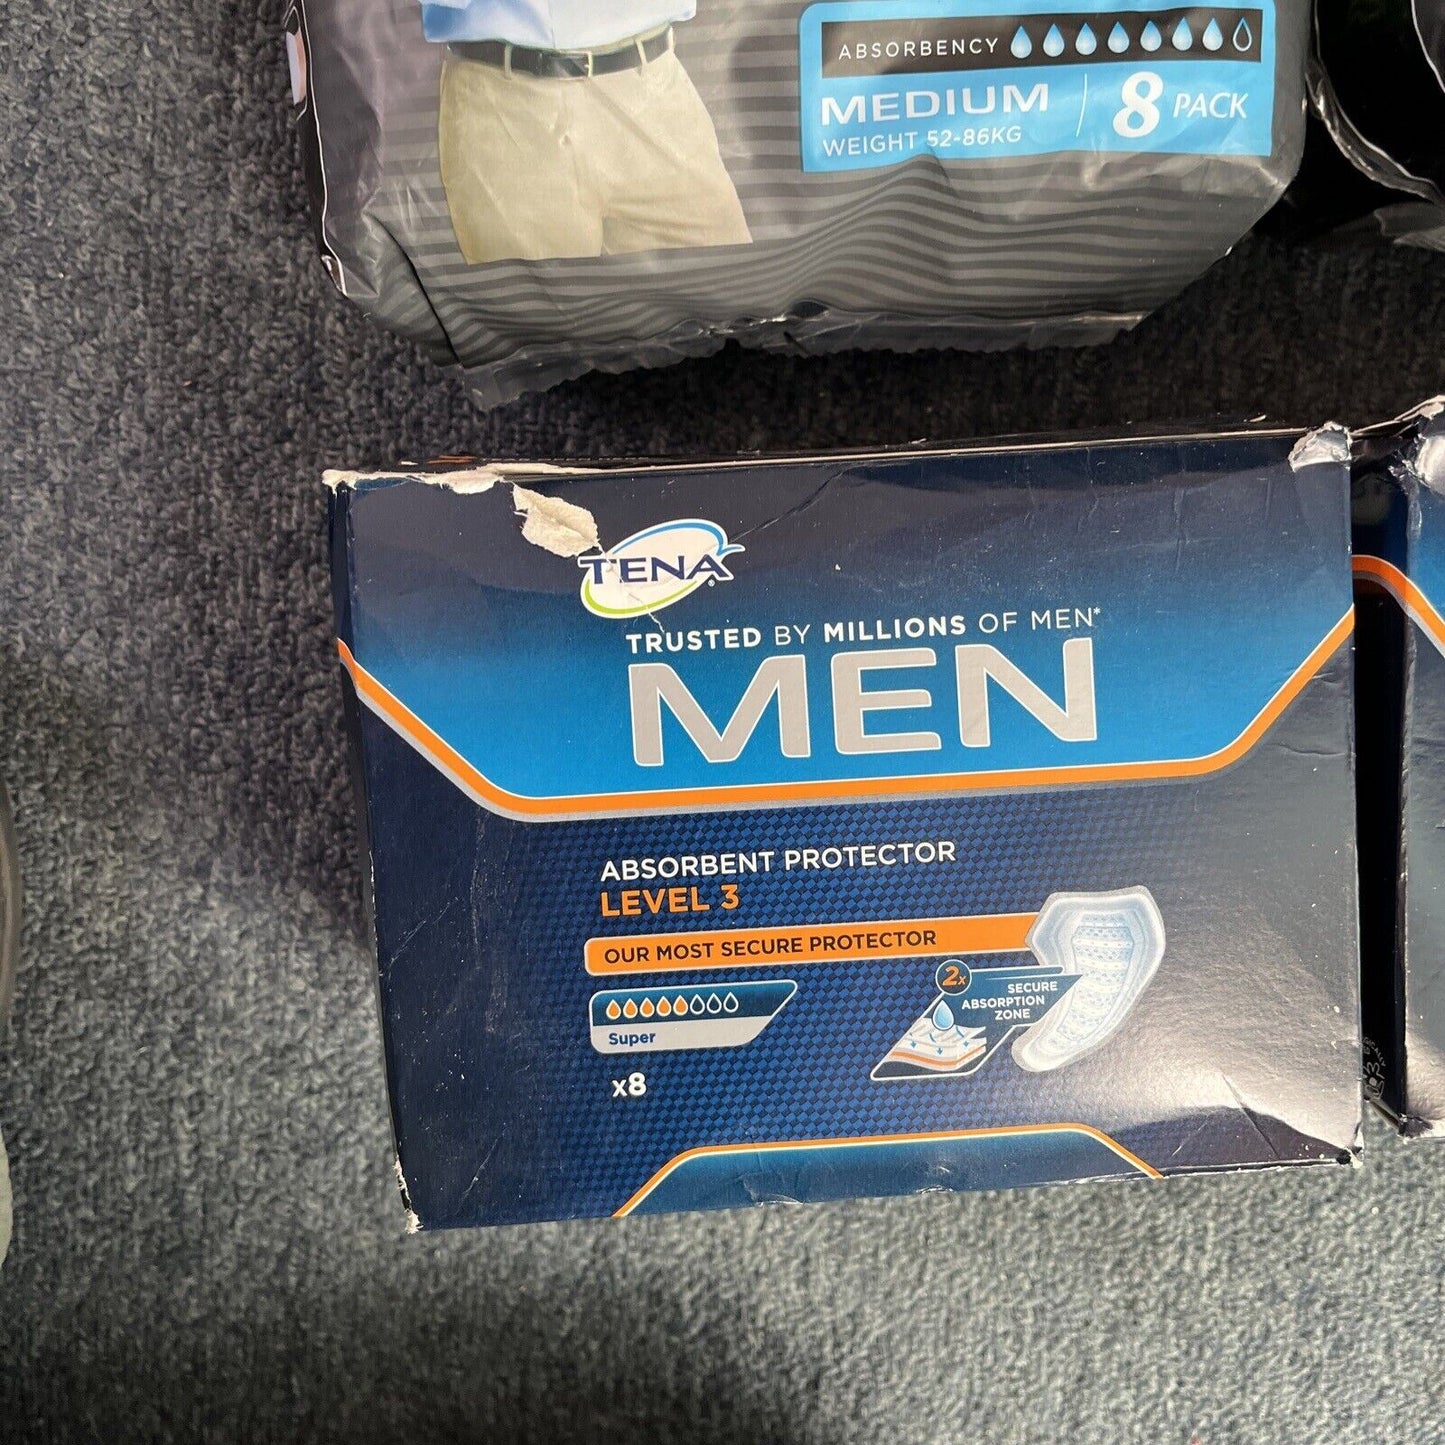 ABSORBENCY
MEDIUM
WEIGHT 52-86KG
8 PACK
TENA®
TRUSTED BY MILLIONS OF MEN*
MEN
ABSORBENT PROTECTOR
LEVEL 3
OUR MOST SECURE PROTECTOR
2x
SECURE
ABSORPTION
ZONE
Super
x8